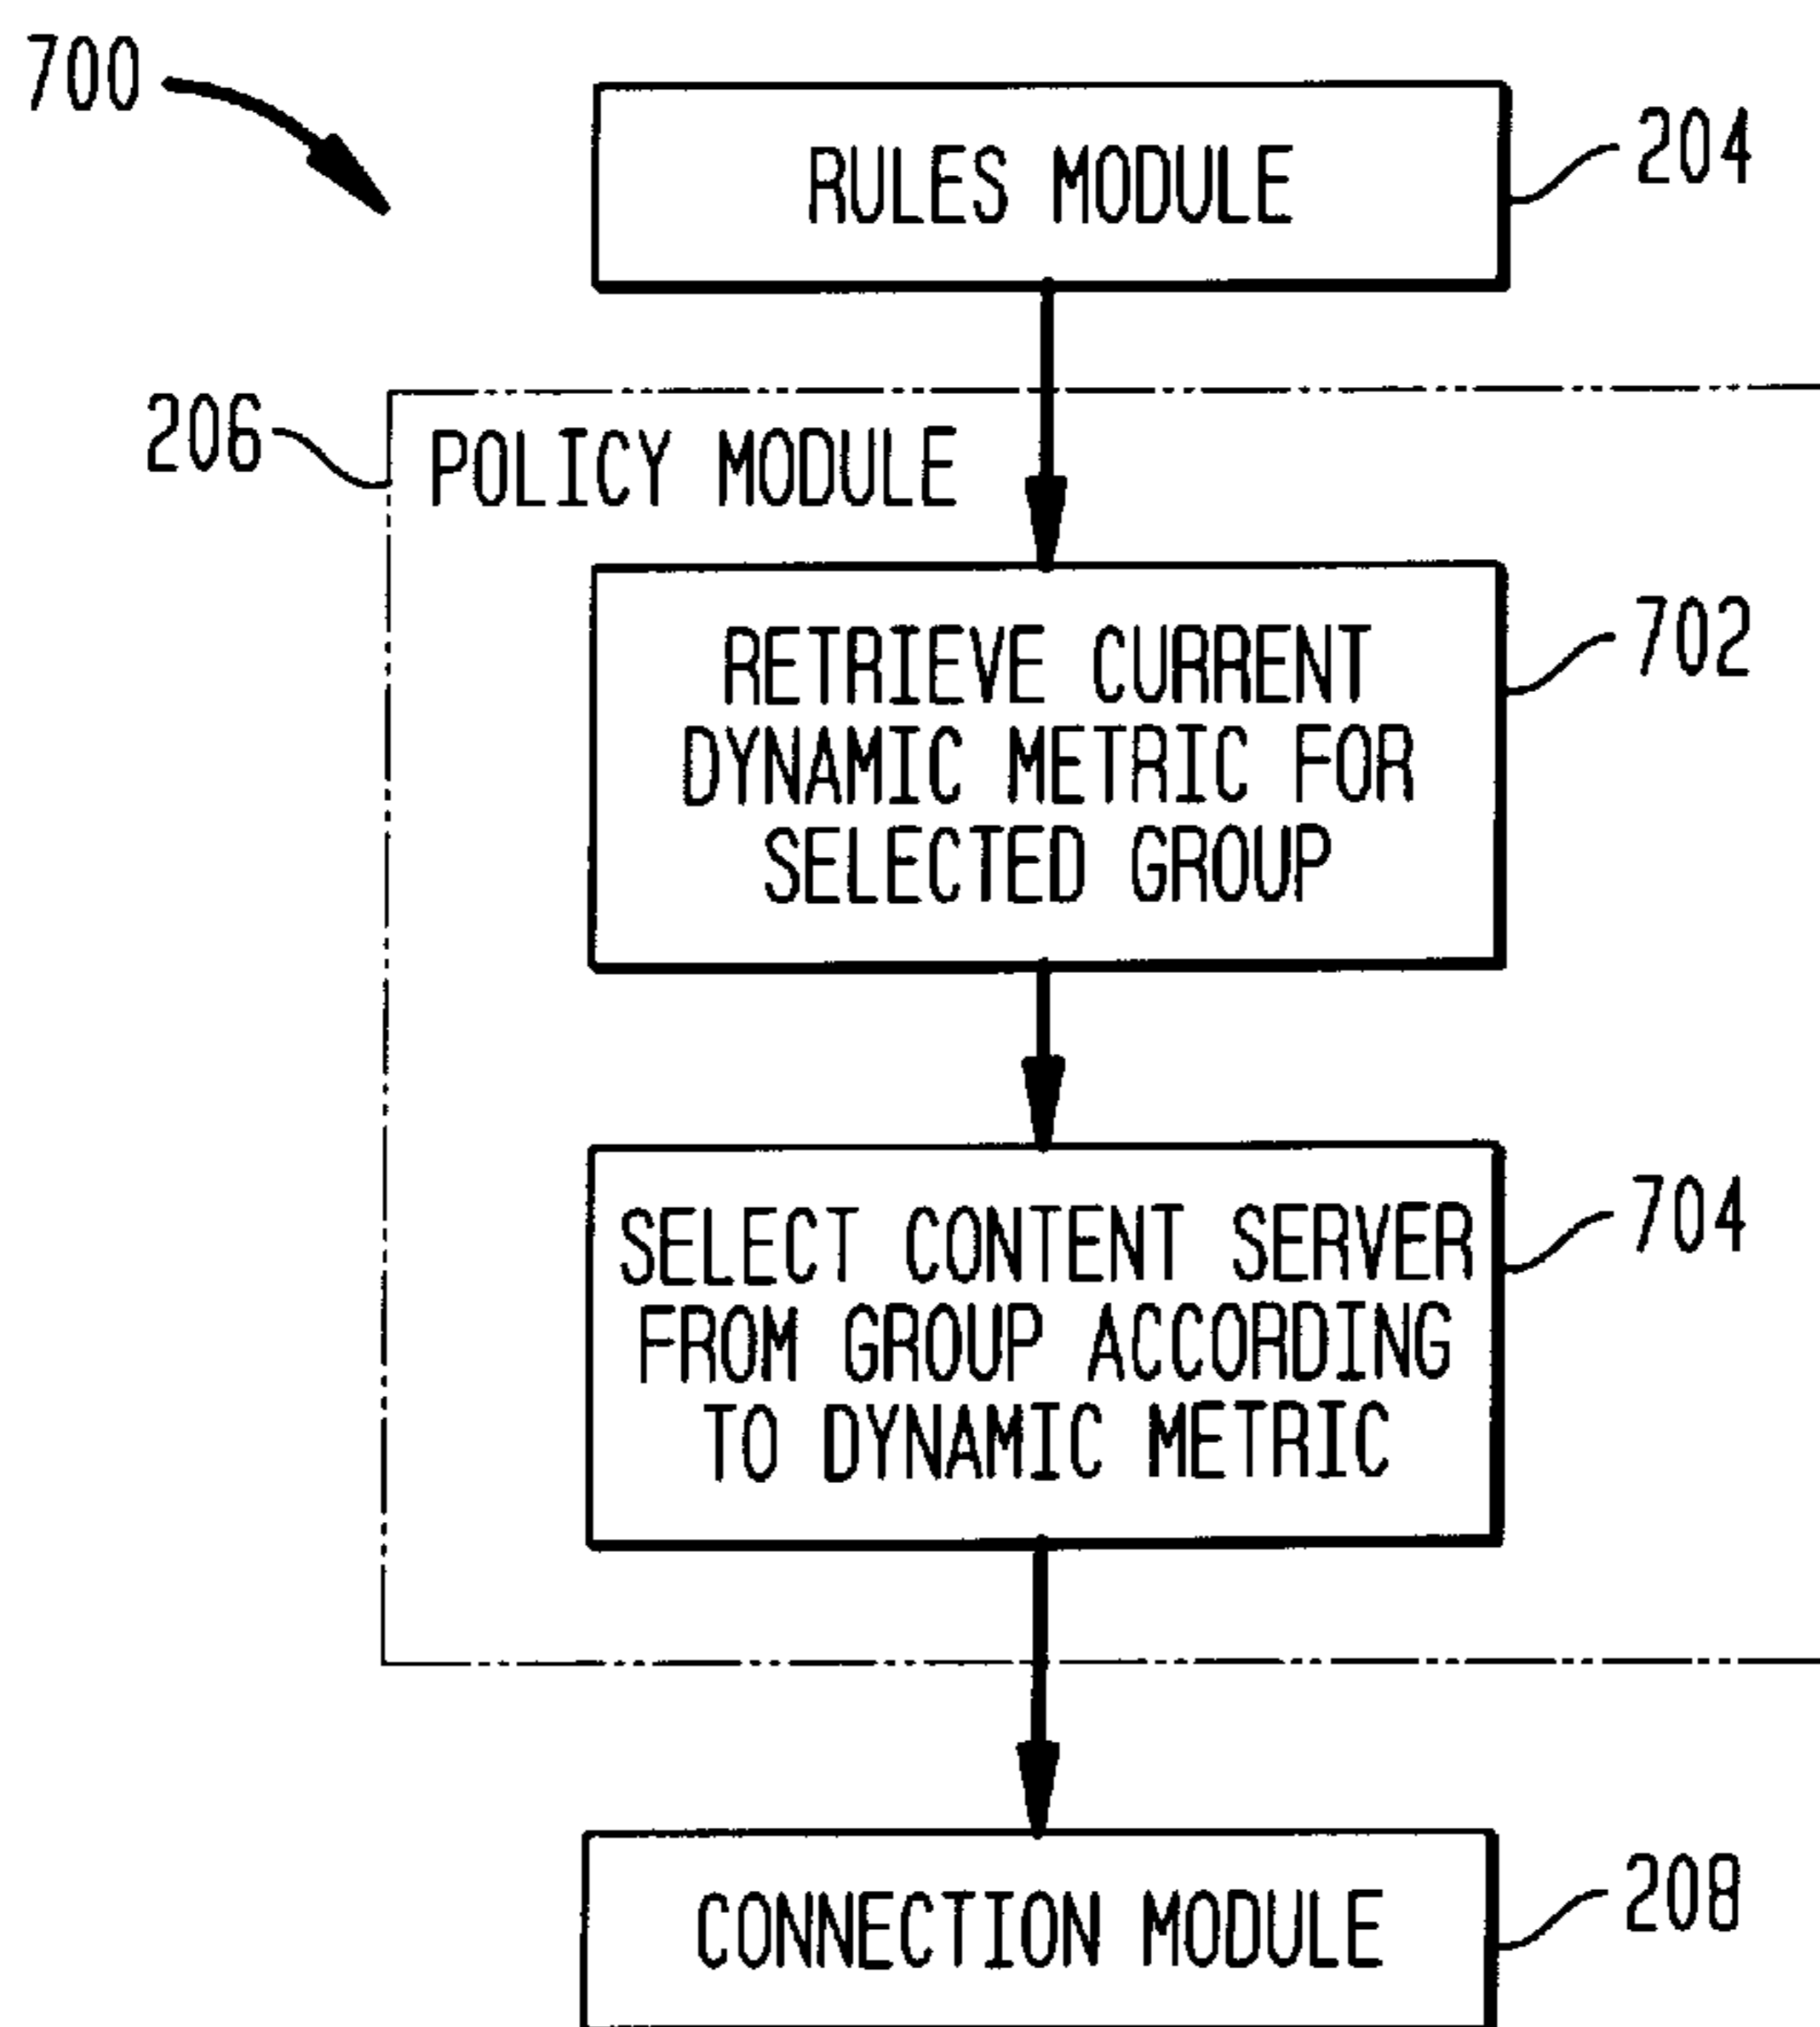 700
RULES MODULE
204
206
POLICY MODULE
RETRIEVE CURRENT
DYNAMIC METRIC FOR
SELECTED GROUP
702
SELECT CONTENT SERVER
FROM GROUP ACCORDING
TO DYNAMIC METRIC
704
CONNECTION MODULE
208